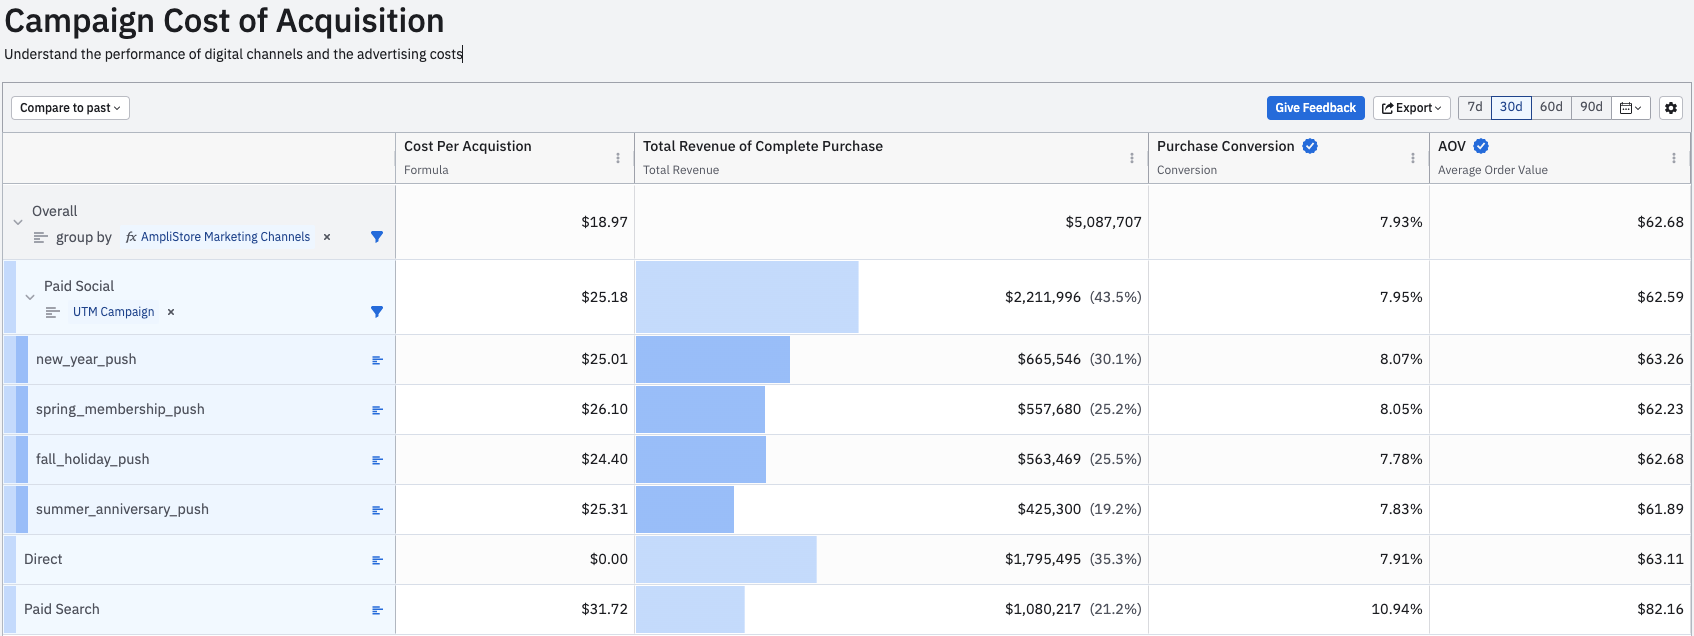 Campaign Cost of Acquisition
Understand the performance of digital channels and the advertising costs
Compare to past
Give Feedback Export 7d 30d 60d 90d
Cost Per Acquistion Total Revenue of Complete Purchase Purchase Conversion AOV
Formula Total Revenue Conversion Average Order Value
Overall
group by fx AmpliStore Marketing Channels ×
$18.97 $5,087,707 7.93% $62.68
Paid Social
UTM Campaign ×
$25.18 $2,211,996 (43.5%) 7.95% $62.59
new_year_push $25.01 $665,546 (30.1%) 8.07% $63.26
spring_membership_push $26.10 $557,680 (25.2%) 8.05% $62.23
fall_holiday_push $24.40 $563,469 (25.5%) 7.78% $62.68
summer_anniversary_push $25.31 $425,300 (19.2%) 7.83% $61.89
Direct $0.00 $1,795,495 (35.3%) 7.91% $63.11
Paid Search $31.72 $1,080,217 (21.2%) 10.94% $82.16